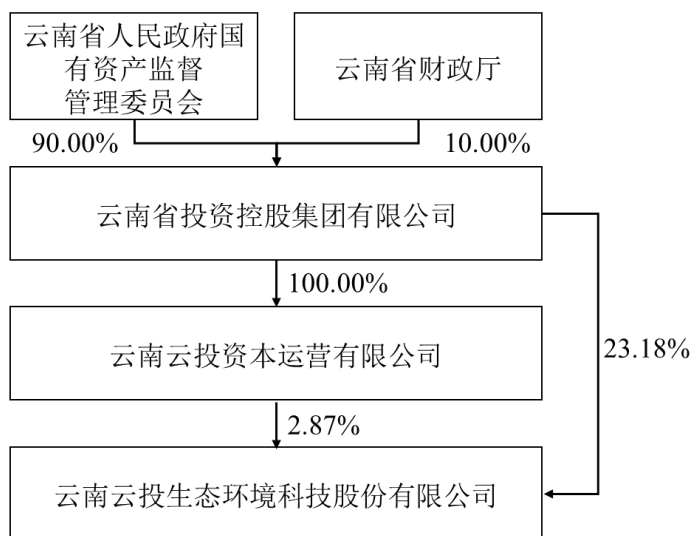 云南省人民政府国
有资产监督
管理委员会
云南省财政厅
90.00%
10.00%
云南省投资控股集团有限公司
100.00%
云南云投资本运营有限公司
23.18%
2.87%
云南云投生态环境科技股份有限公司